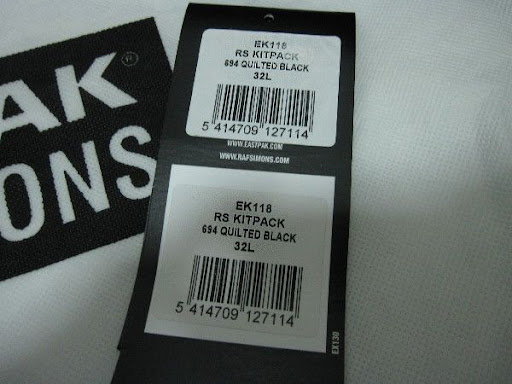 AK®
ONS
EK118
RS KITPACK
694 QUILTED BLACK
32L
5 414709 127114
WWW.EASTPAK.COM
WWW.RAFSIMONS.COM
EK118
RS KITPACK
694 QUILTED BLACK
32L
5 414709 127114
EX130